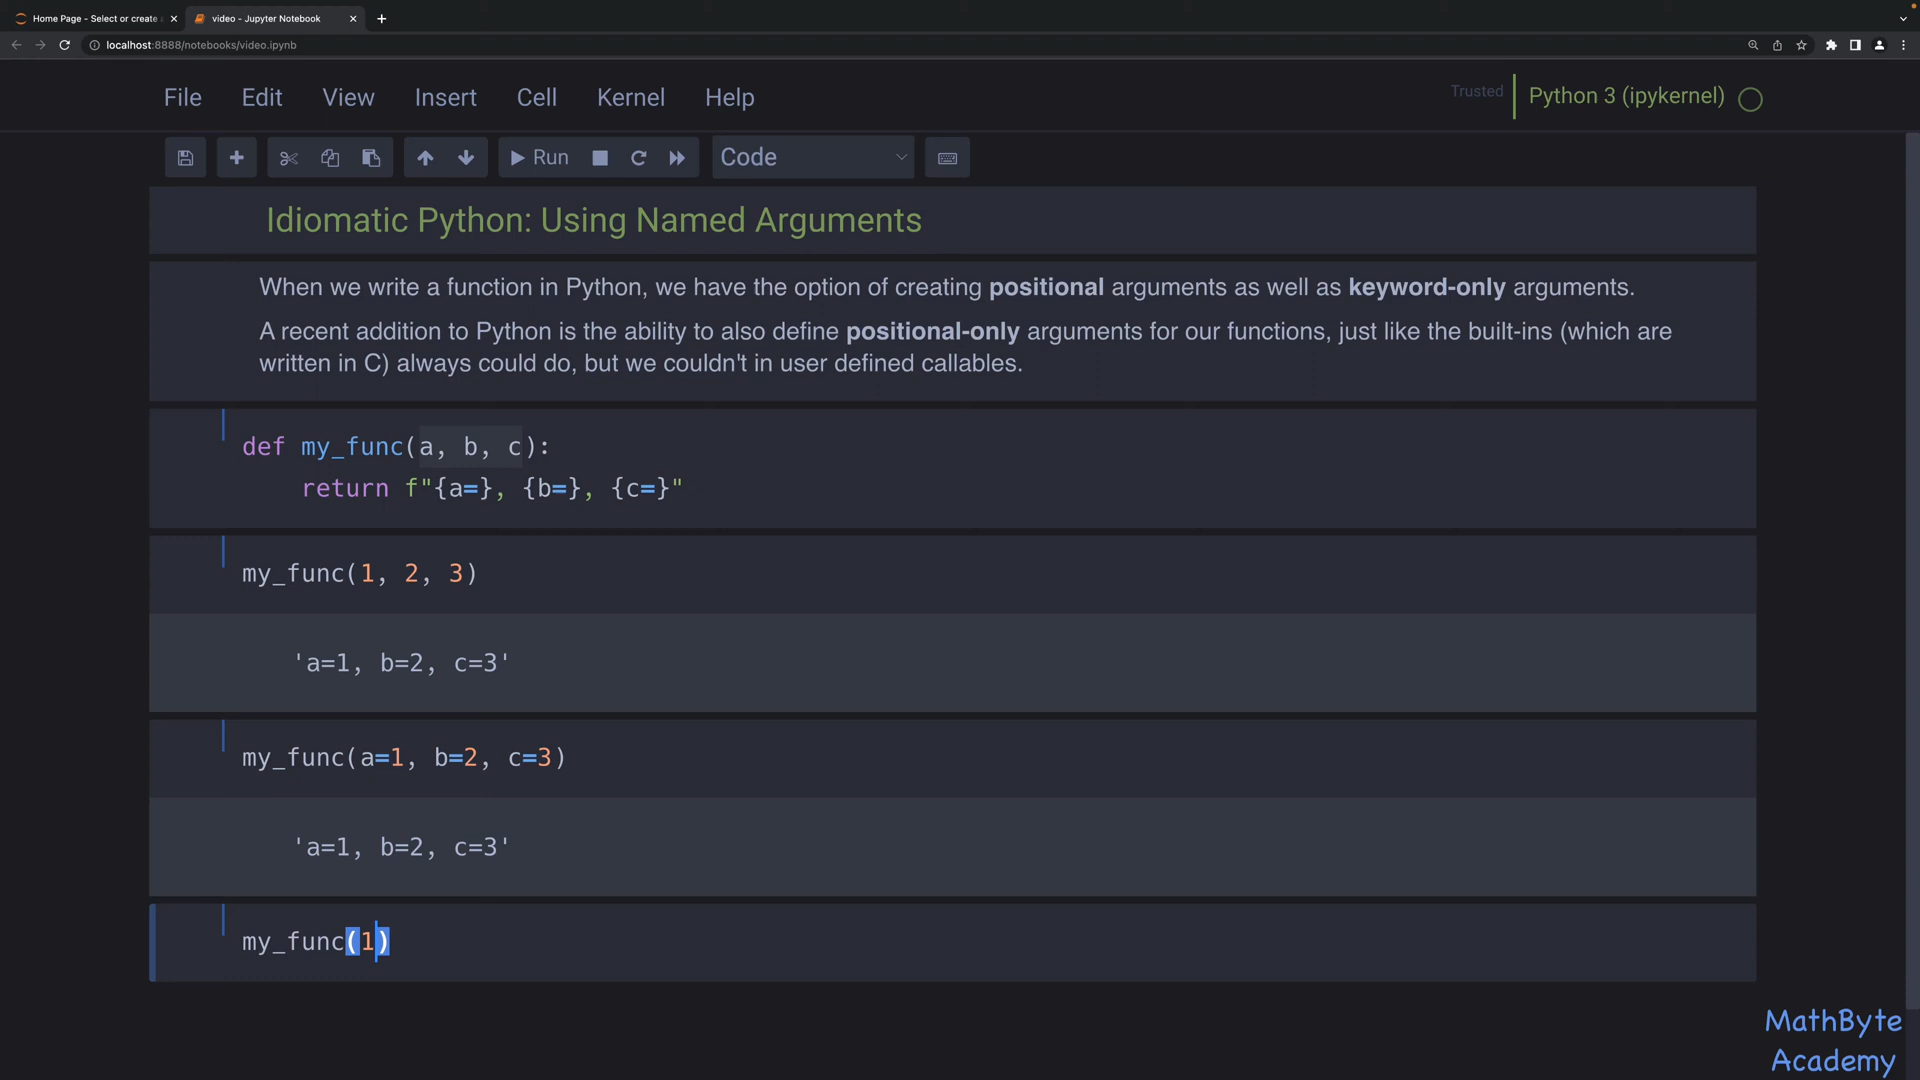 Home Page - Select or create
video - Jupyter Notebook
localhost:8888/notebooks/video.ipynb
File Edit View Insert Cell Kernel Help
Trusted
Python 3 (ipykernel)
Run
Code
Idiomatic Python: Using Named Arguments
When we write a function in Python, we have the option of creating positional arguments as well as keyword-only arguments.
A recent addition to Python is the ability to also define positional-only arguments for our functions, just like the built-ins (which are
written in C) always could do, but we couldn't in user defined callables.
def my_func(a, b, c):
    return f"{a=}, {b=}, {c=}"
my_func(1, 2, 3)
'a=1, b=2, c=3'
my_func(a=1, b=2, c=3)
'a=1, b=2, c=3'
my_func(1)
MathByte
Academy